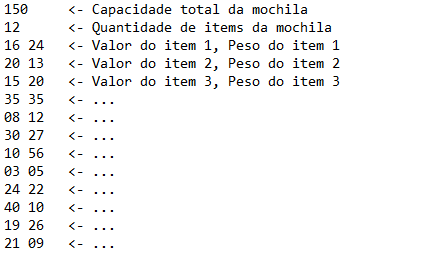 150 <- Capacidade total da mochila
12 <- Quantidade de items da mochila
16 24 <- Valor do item 1, Peso do item 1
20 13 <- Valor do item 2, Peso do item 2
15 20 <- Valor do item 3, Peso do item 3
35 35 <- ...
08 12 <- ...
30 27 <- ...
10 56 <- ...
03 05 <- ...
24 22 <- ...
40 10 <- ...
19 26 <- ...
21 09 <- ...